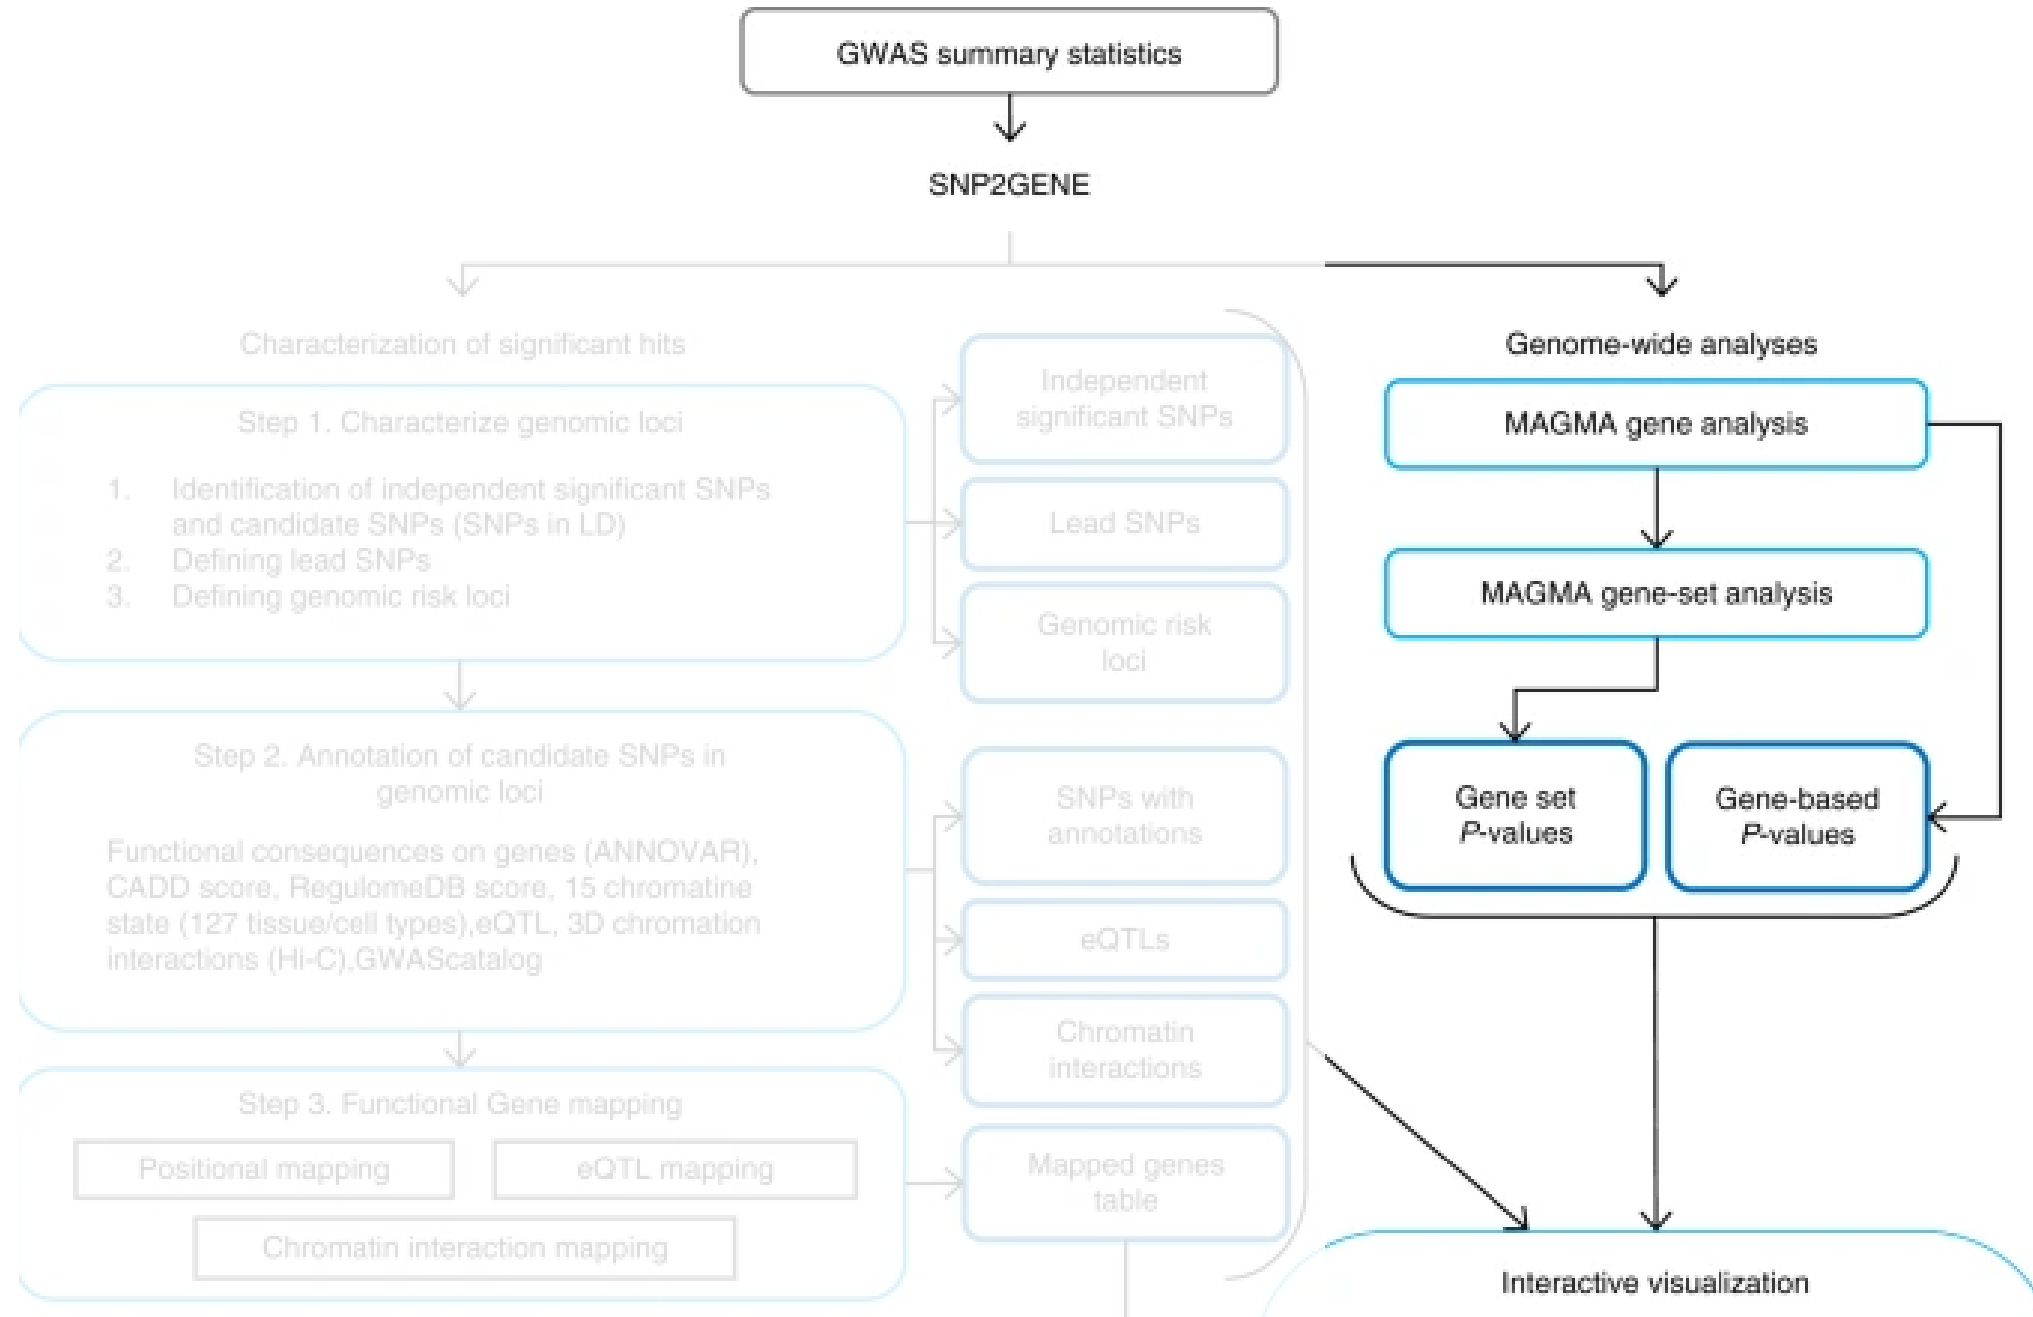 GWAS summary statistics
SNP2GENE
Characterization of significant hits
Step 1. Characterize genomic loci
1. Identification of independent significant SNPs
and candidate SNPs (SNPs in LD)
2. Defining lead SNPs
3. Defining genomic risk loci
Independent
significant SNPs
Lead SNPs
Genomic risk
loci
Step 2. Annotation of candidate SNPs in
genomic loci
Functional consequences on genes (ANNOVAR),
CADD score, RegulomeDB score, 15 chromatine
state (127 tissue/cell types),eQTL, 3D chromation
interactions (Hi-C),GWAScatalog
SNPs with
annotations
eQTLs
Chromatin
interactions
Step 3. Functional Gene mapping
Positional mapping
eQTL mapping
Chromatin interaction mapping
Mapped genes
table
Genome-wide analyses
MAGMA gene analysis
MAGMA gene-set analysis
Gene set
P-values
Gene-based
P-values
Interactive visualization